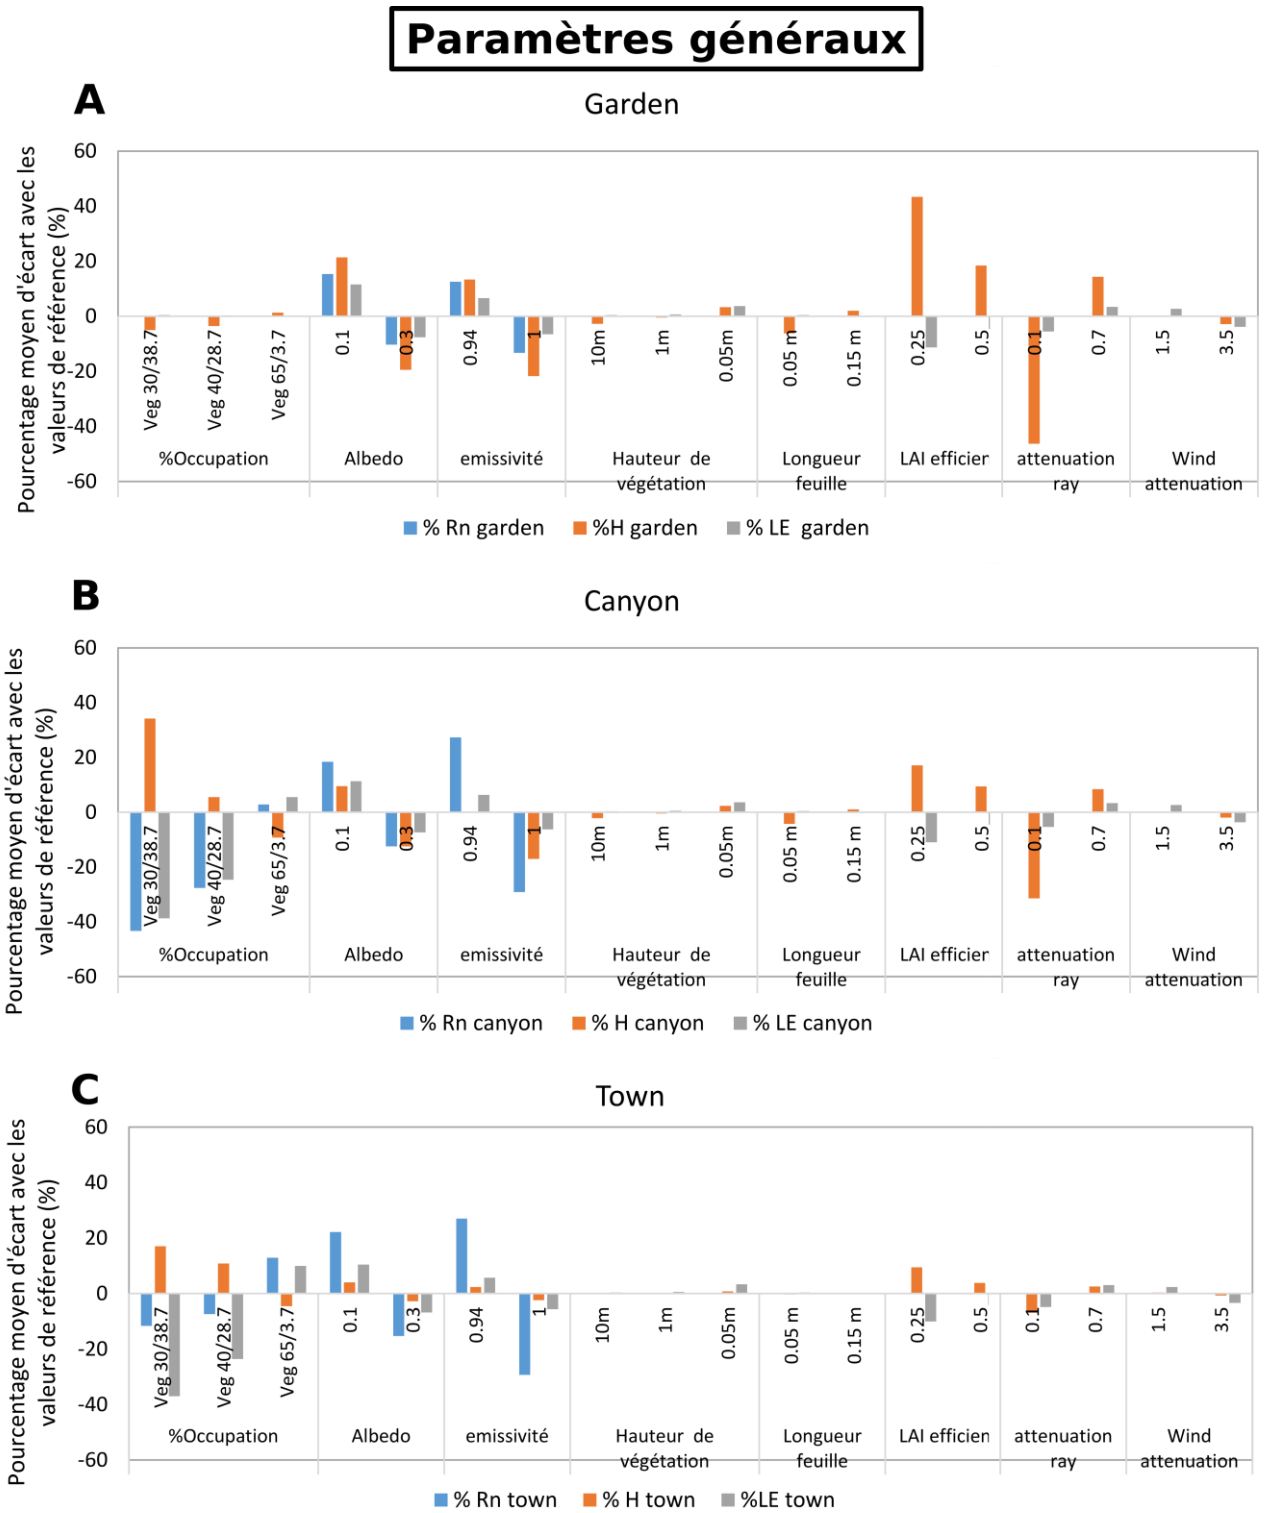 Paramètres généraux
A
Garden
Pourcentage moyen d'écart avec les
valeurs de référence (%)
60
40
20
0
-20
-40
-60
Veg 30/38.7
Veg 40/28.7
Veg 65/3.7
0.1
0.3
0.94
1
10m
1m
0.05m
0.05 m
0.15 m
0.25
0.5
0.1
0.7
1.5
3.5
%Occupation
Albedo
emissivité
Hauteur de
végétation
Longueur
feuille
LAI efficien
attenuation
ray
Wind
attenuation
% Rn garden
%H garden
% LE garden
B
Canyon
Pourcentage moyen d'écart avec les
valeurs de référence (%)
60
40
20
0
-20
-40
-60
Veg 30/38.7
Veg 40/28.7
Veg 65/3.7
0.1
0.3
0.94
1
10m
1m
0.05m
0.05 m
0.15 m
0.25
0.5
0.1
0.7
1.5
3.5
%Occupation
Albedo
emissivité
Hauteur de
végétation
Longueur
feuille
LAI efficien
attenuation
ray
Wind
attenuation
% Rn canyon
% H canyon
% LE canyon
C
Town
Pourcentage moyen d'écart avec les
valeurs de référence (%)
60
40
20
0
-20
-40
-60
Veg 30/38.7
Veg 40/28.7
Veg 65/3.7
0.1
0.3
0.94
1
10m
1m
0.05m
0.05 m
0.15 m
0.25
0.5
0.1
0.7
1.5
3.5
%Occupation
Albedo
emissivité
Hauteur de
végétation
Longueur
feuille
LAI efficien
attenuation
ray
Wind
attenuation
% Rn town
% H town
%LE town